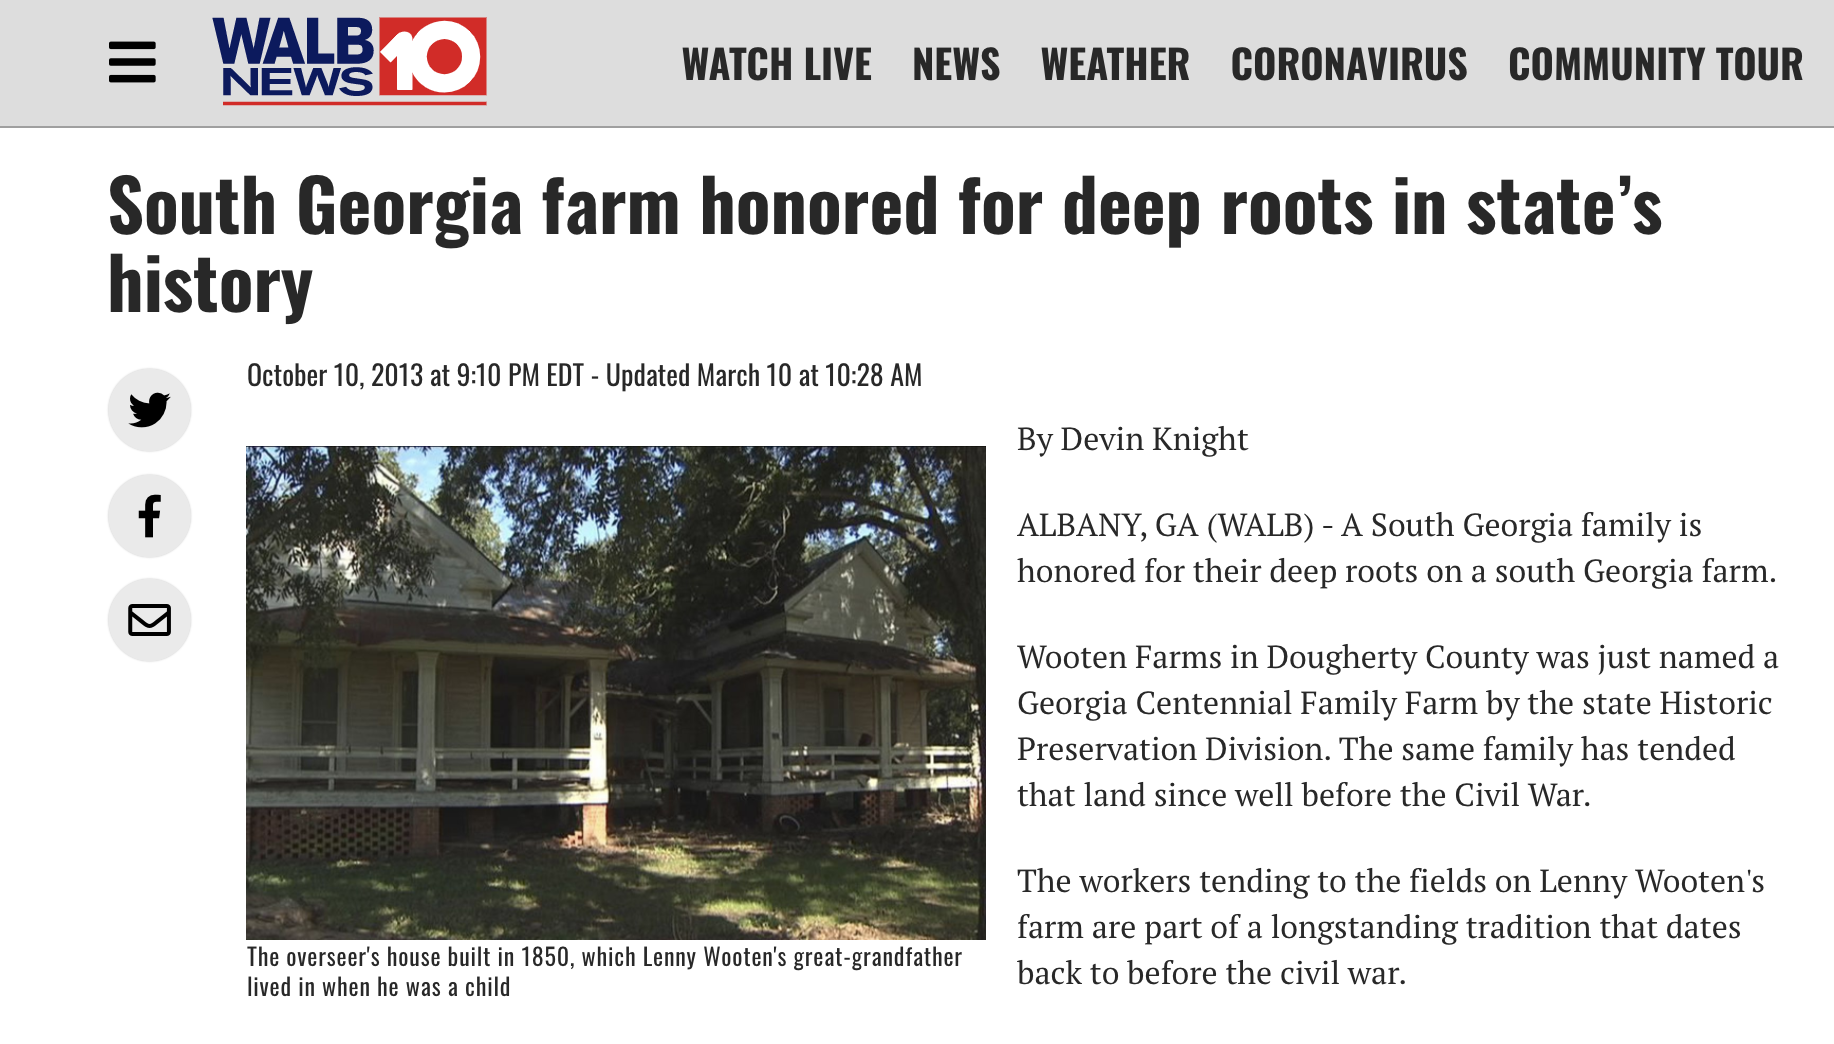 WALB
NEWS 10
WATCH LIVE NEWS WEATHER CORONAVIRUS COMMUNITY TOUR
South Georgia farm honored for deep roots in state’s
history
October 10, 2013 at 9:10 PM EDT - Updated March 10 at 10:28 AM
The overseer's house built in 1850, which Lenny Wooten's great-grandfather
lived in when he was a child
By Devin Knight
ALBANY, GA (WALB) - A South Georgia family is
honored for their deep roots on a south Georgia farm.
Wooten Farms in Dougherty County was just named a
Georgia Centennial Family Farm by the state Historic
Preservation Division. The same family has tended
that land since well before the Civil War.
The workers tending to the fields on Lenny Wooten's
farm are part of a longstanding tradition that dates
back to before the civil war.